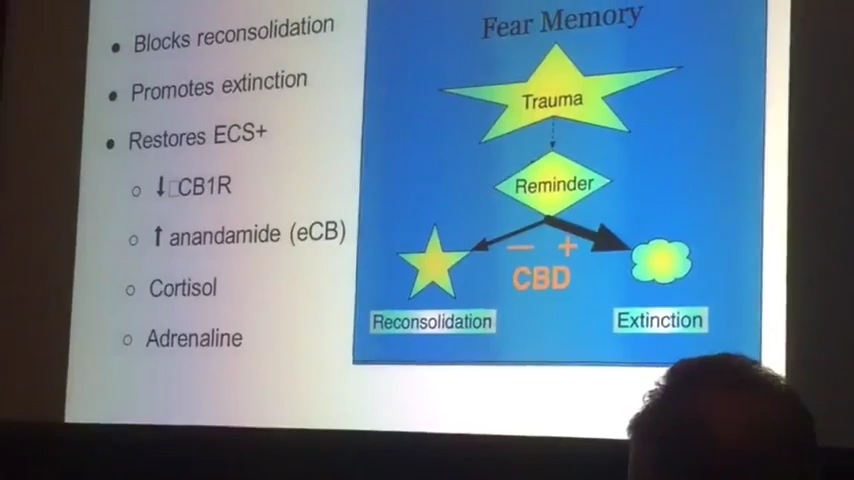 • Blocks reconsolidation
• Promotes extinction
• Restores ECS+
○ ↓□CB1R
○ ↑ anandamide (eCB)
○ Cortisol
○ Adrenaline
Fear Memory
Trauma
Reminder
− +
CBD
Reconsolidation
Extinction